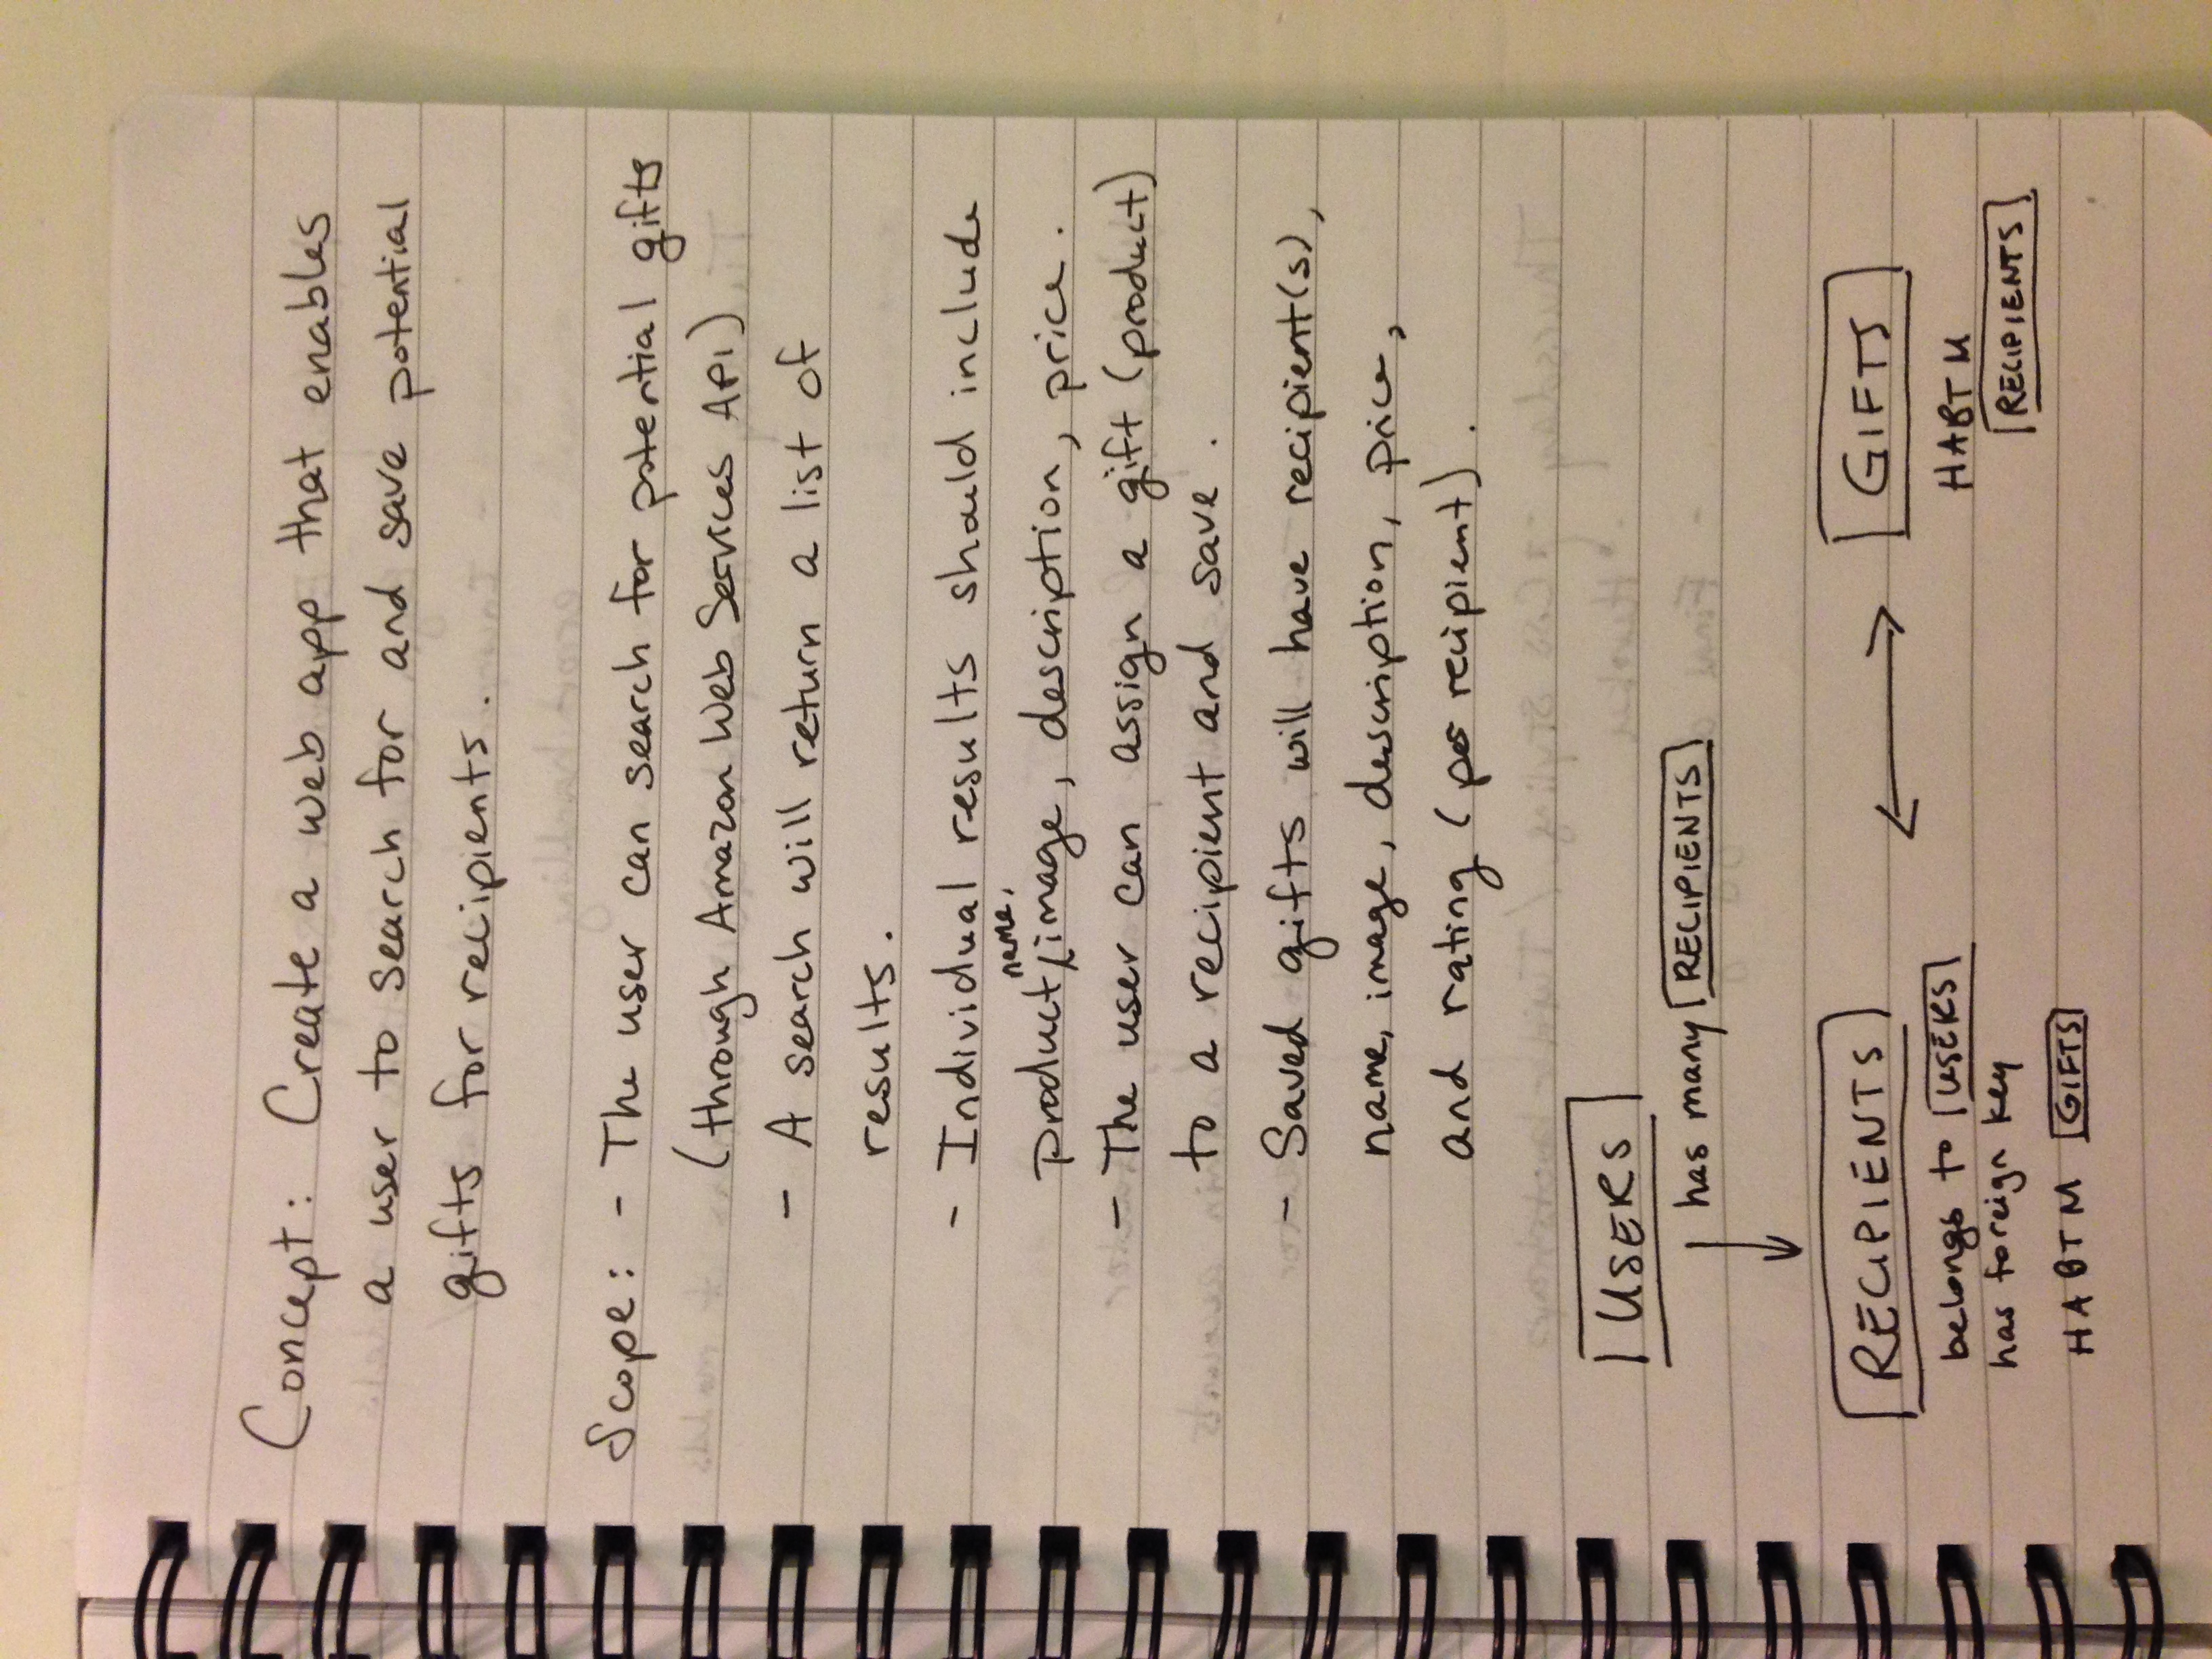 Concept: Create a web app that enables
a user to search for and save potential
gifts for recipients.
Scope: - The user can search for potential gifts
(through Amazon Web Services API)
- A search will return a list of
results.
- Individual results should include
product name, image, description, price.
- The user can assign a gift (product)
to a recipient and save.
- Saved gifts will have recipient(s),
name, image, description, price,
and rating (per recipient).
USERS
has many RECIPIENTS
RECIPIENTS
GIFTS
belongs to USERS
has foreign key
HABTM GIFTS
HABTM
RECIPIENTS